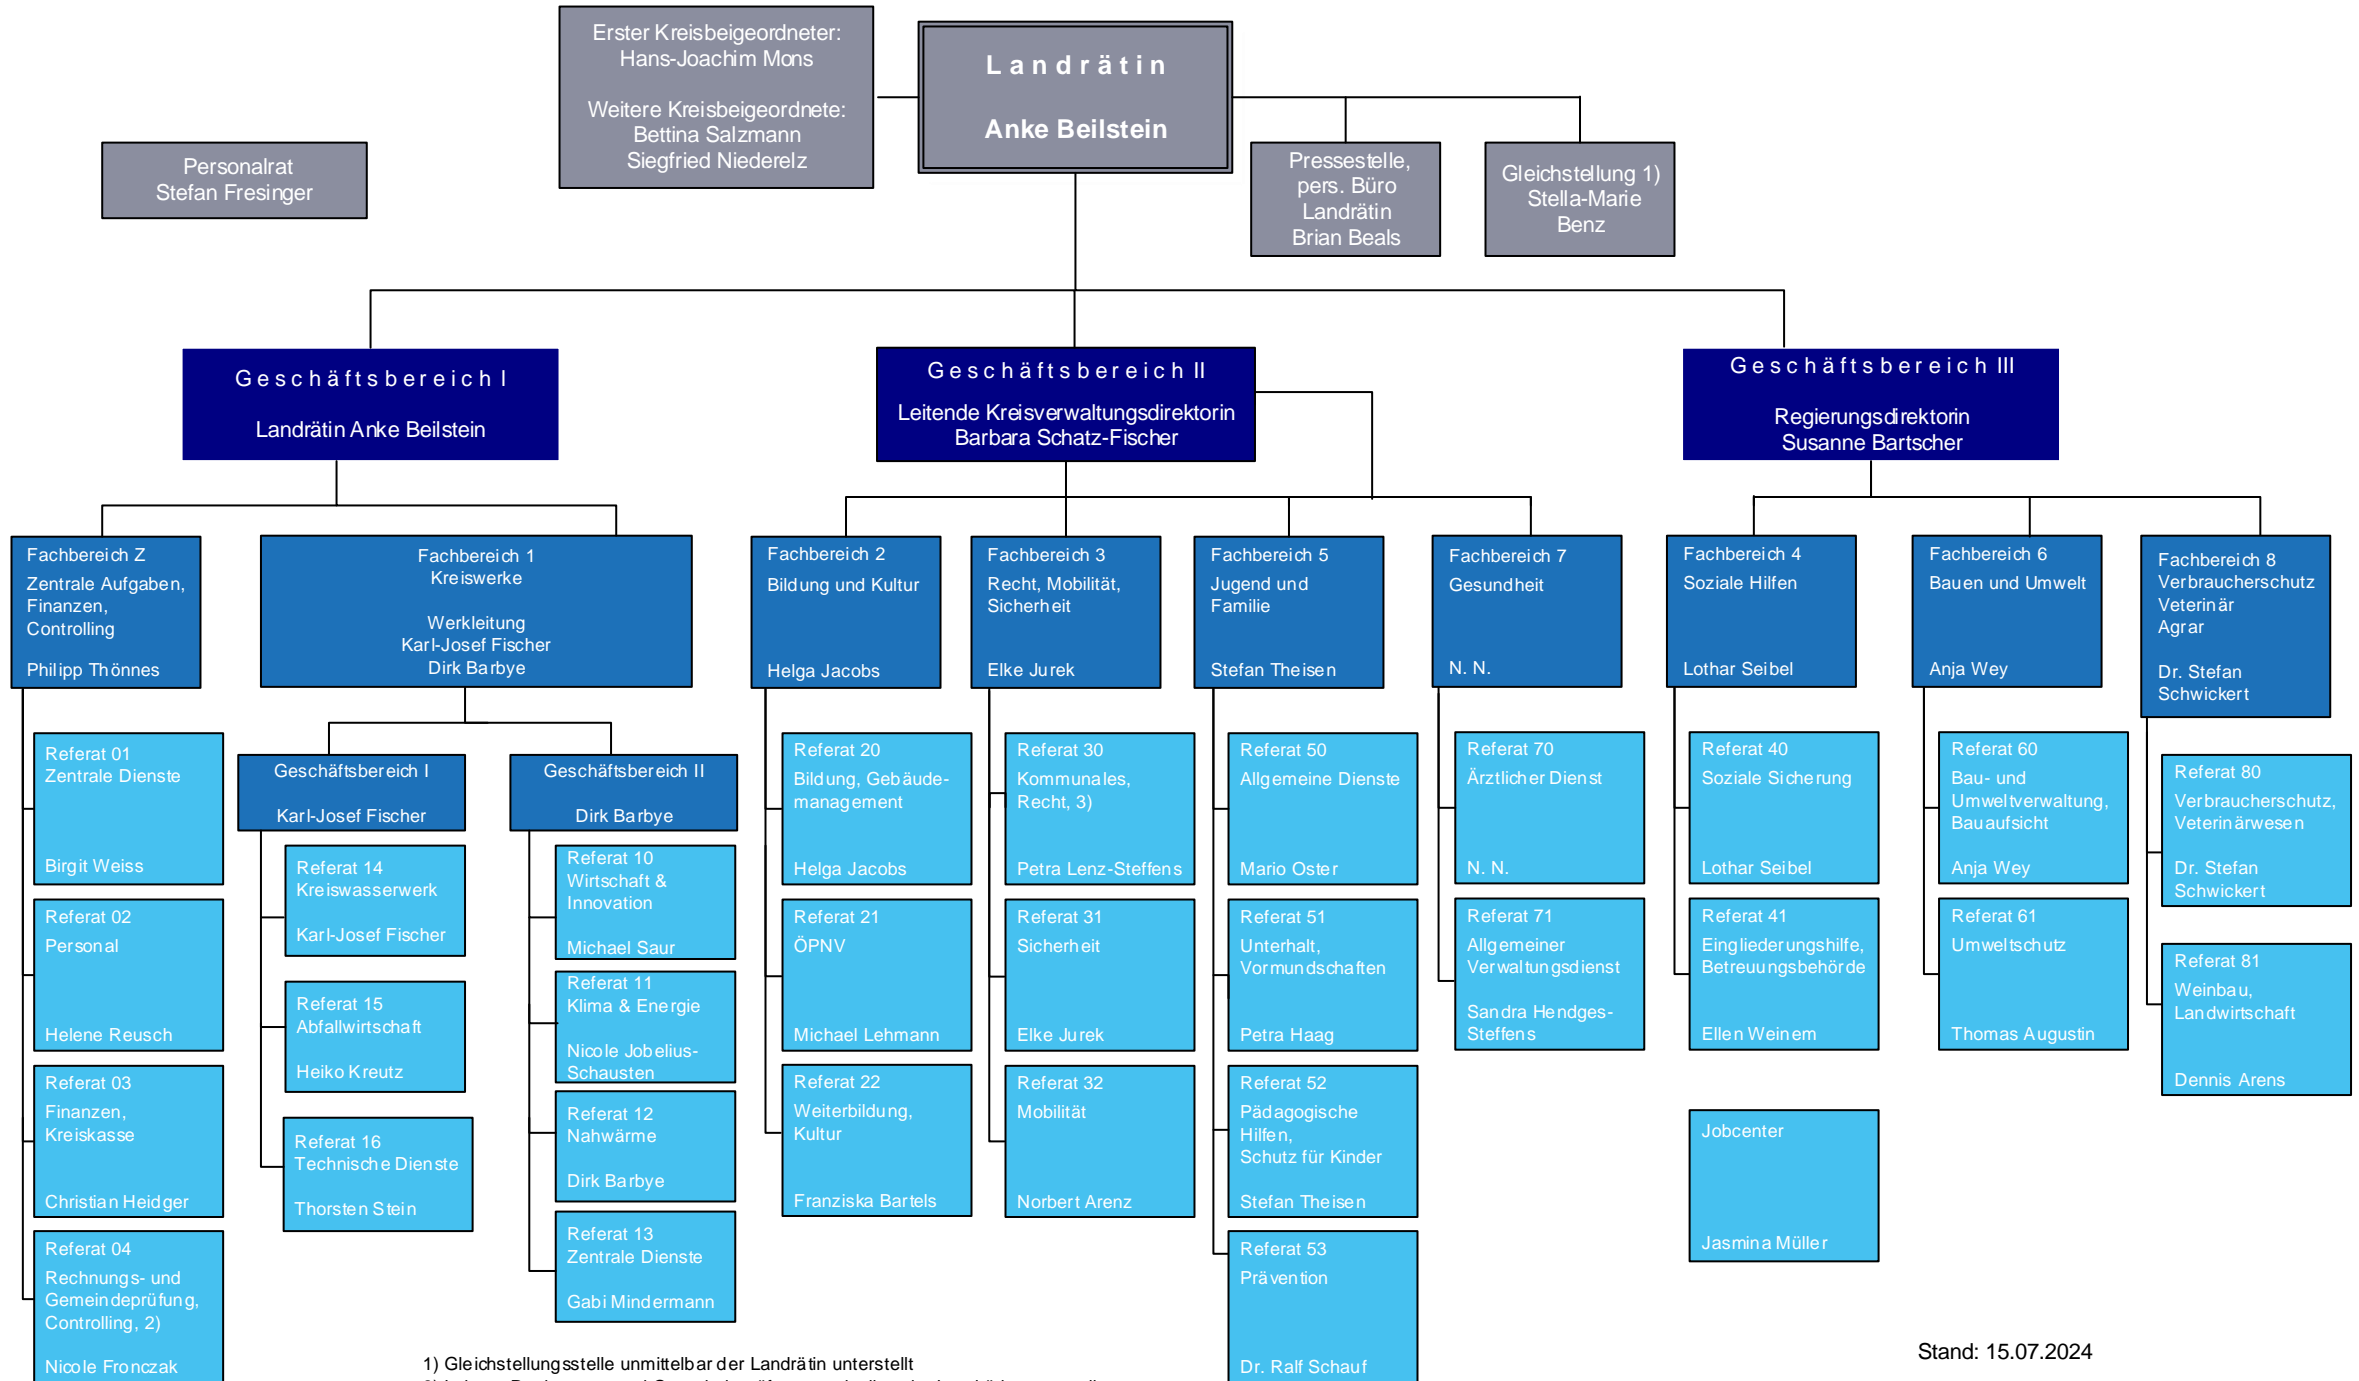 Erster Kreisbeigeordneter:
Hans-Joachim Mons
Weitere Kreisbeigeordnete:
Bettina Salzmann
Siegfried Niederelz
Landrätin
Anke Beilstein
Personalrat
Stefan Fresinger
Pressestelle,
pers. Büro
Landrätin
Brian Beals
Gleichstellung 1)
Stella-Marie
Benz
Geschäftsbereich I
Landrätin Anke Beilstein
Geschäftsbereich II
Leitende Kreisverwaltungsdirektorin
Barbara Schatz-Fischer
Geschäftsbereich III
Regierungsdirektorin
Susanne Bartscher
Fachbereich Z
Zentrale Aufgaben,
Finanzen,
Controlling
Philipp Thönnes
Fachbereich 1
Kreiswerke
Werkleitung
Karl-Josef Fischer
Dirk Barbye
Fachbereich 2
Bildung und Kultur
Helga Jacobs
Fachbereich 3
Recht, Mobilität,
Sicherheit
Elke Jurek
Fachbereich 5
Jugend und
Familie
Stefan Theisen
Fachbereich 7
Gesundheit
N. N.
Fachbereich 4
Soziale Hilfen
Lothar Seibel
Fachbereich 6
Bauen und Umwelt
Anja Wey
Fachbereich 8
Verbraucherschutz
Veterinär
Agrar
Dr. Stefan
Schwickert
Referat 01
Zentrale Dienste
Birgit Weiss
Referat 02
Personal
Helene Reusch
Referat 03
Finanzen,
Kreiskasse
Christian Heidger
Referat 04
Rechnungs- und
Gemeindeprüfung,
Controlling, 2)
Nicole Fronczak
Geschäftsbereich I
Karl-Josef Fischer
Referat 14
Kreiswasserwerk
Karl-Josef Fischer
Referat 15
Abfallwirtschaft
Heiko Kreutz
Referat 16
Technische Dienste
Thorsten Stein
Geschäftsbereich II
Dirk Barbye
Referat 10
Wirtschaft &
Innovation
Michael Saur
Referat 11
Klima & Energie
Nicole Jobelius-
Schausten
Referat 12
Nahwärme
Dirk Barbye
Referat 13
Zentrale Dienste
Gabi Mindermann
Referat 20
Bildung, Gebäude-
management
Helga Jacobs
Referat 21
ÖPNV
Michael Lehmann
Referat 22
Weiterbildung,
Kultur
Franziska Bartels
Referat 30
Kommunales,
Recht, 3)
Petra Lenz-Steffens
Referat 31
Sicherheit
Elke Jurek
Referat 32
Mobilität
Norbert Arenz
Referat 50
Allgemeine Dienste
Mario Oster
Referat 51
Unterhalt,
Vormundschaften
Petra Haag
Referat 52
Pädagogische
Hilfen,
Schutz für Kinder
Stefan Theisen
Referat 53
Prävention
Dr. Ralf Schauf
Referat 70
Ärztlicher Dienst
N. N.
Referat 71
Allgemeiner
Verwaltungsdienst
Sandra Hendges-
Steffens
Referat 40
Soziale Sicherung
Lothar Seibel
Referat 41
Eingliederungshilfe,
Betreuungsbehörde
Ellen Weinem
Jobcenter
Jasmina Müller
Referat 60
Bau- und
Umweltverwaltung,
Bauaufsicht
Anja Wey
Referat 61
Umweltschutz
Thomas Augustin
Referat 80
Verbraucherschutz,
Veterinärwesen
Dr. Stefan
Schwickert
Referat 81
Weinbau,
Landwirtschaft
Dennis Arens
1) Gleichstellungsstelle unmittelbar der Landrätin unterstellt
Stand: 15.07.2024